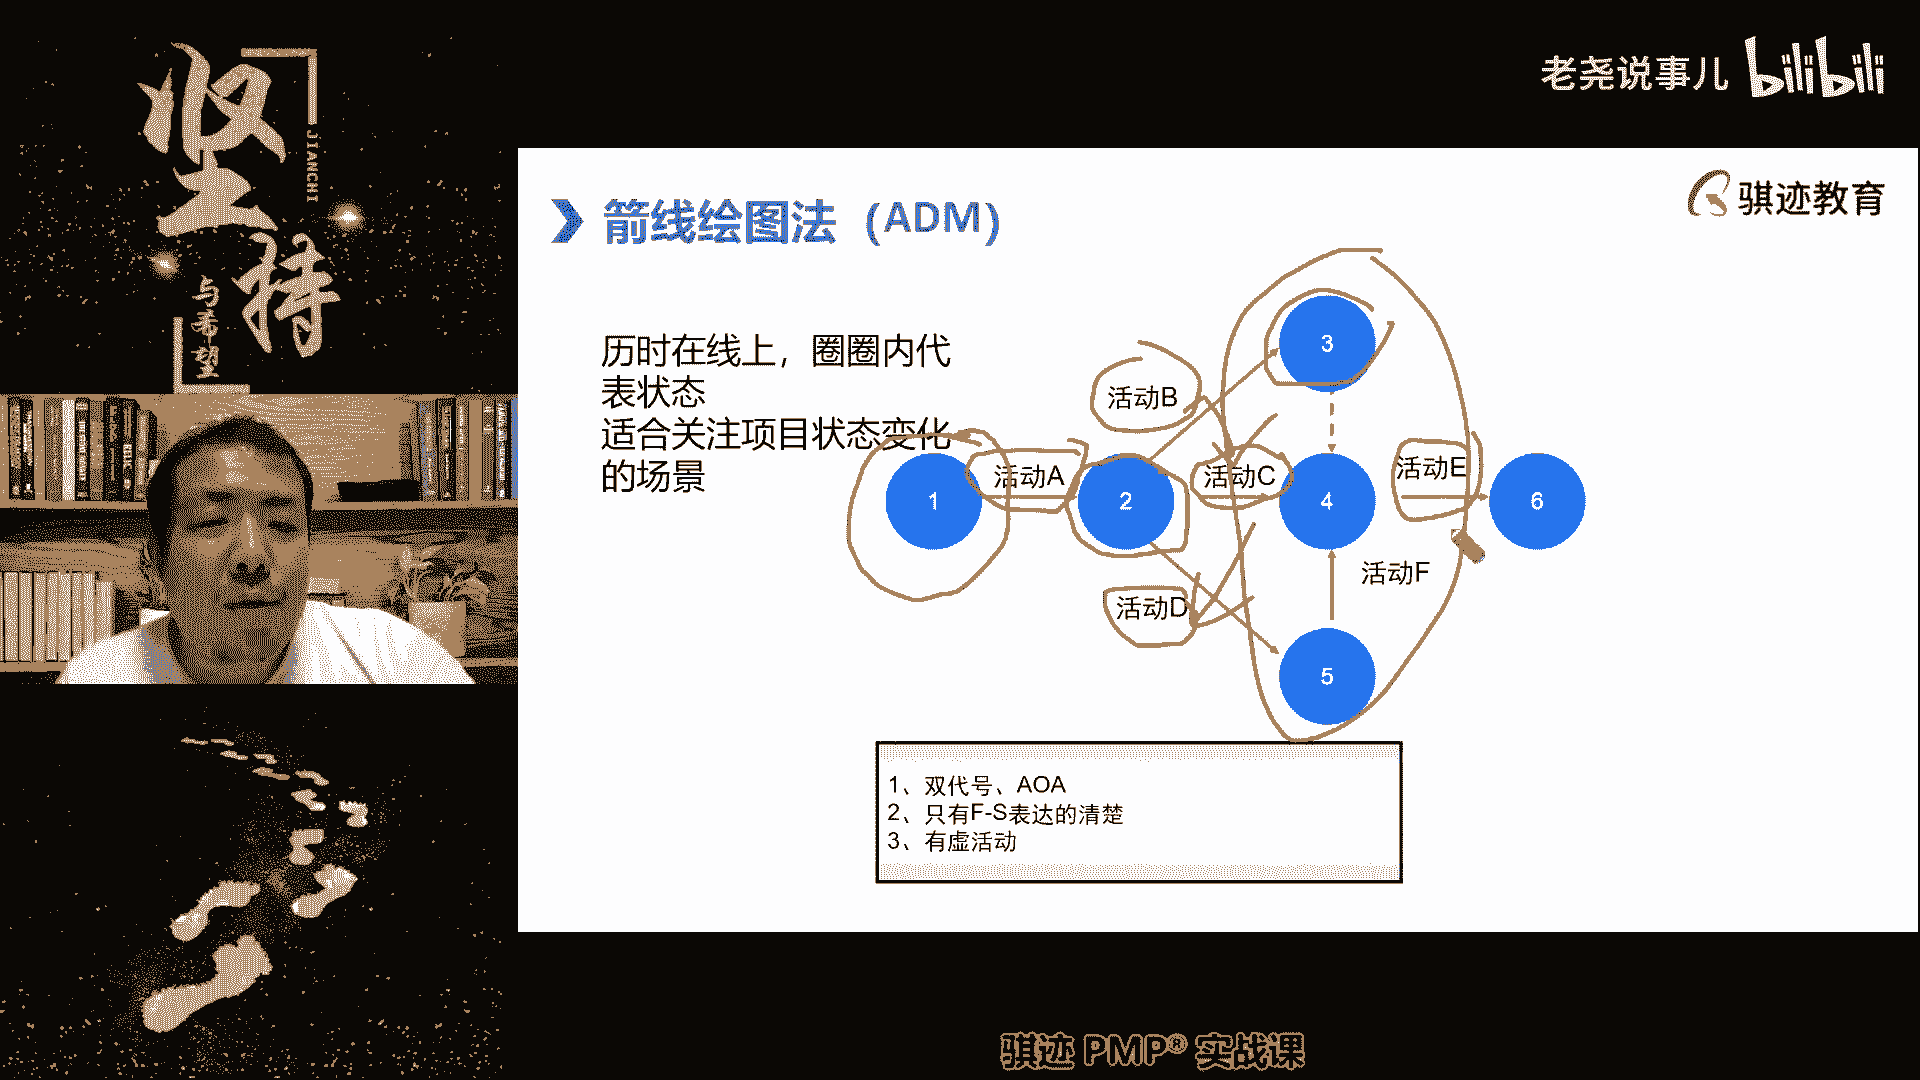 坚持
JIANCHI
与希望
老尧说事儿 bilibili
骐迹教育
箭线绘图法（ADM）
历时在线上，圈圈内代
表状态
适合关注项目状态变化
的场景
3
活动B
1
活动A
2
活动C
4
活动E
6
活动F
活动D
5
1、双代号、AOA
2、只有F-S表达的清楚
3、有虚活动
骐迹 PMP® 实战课